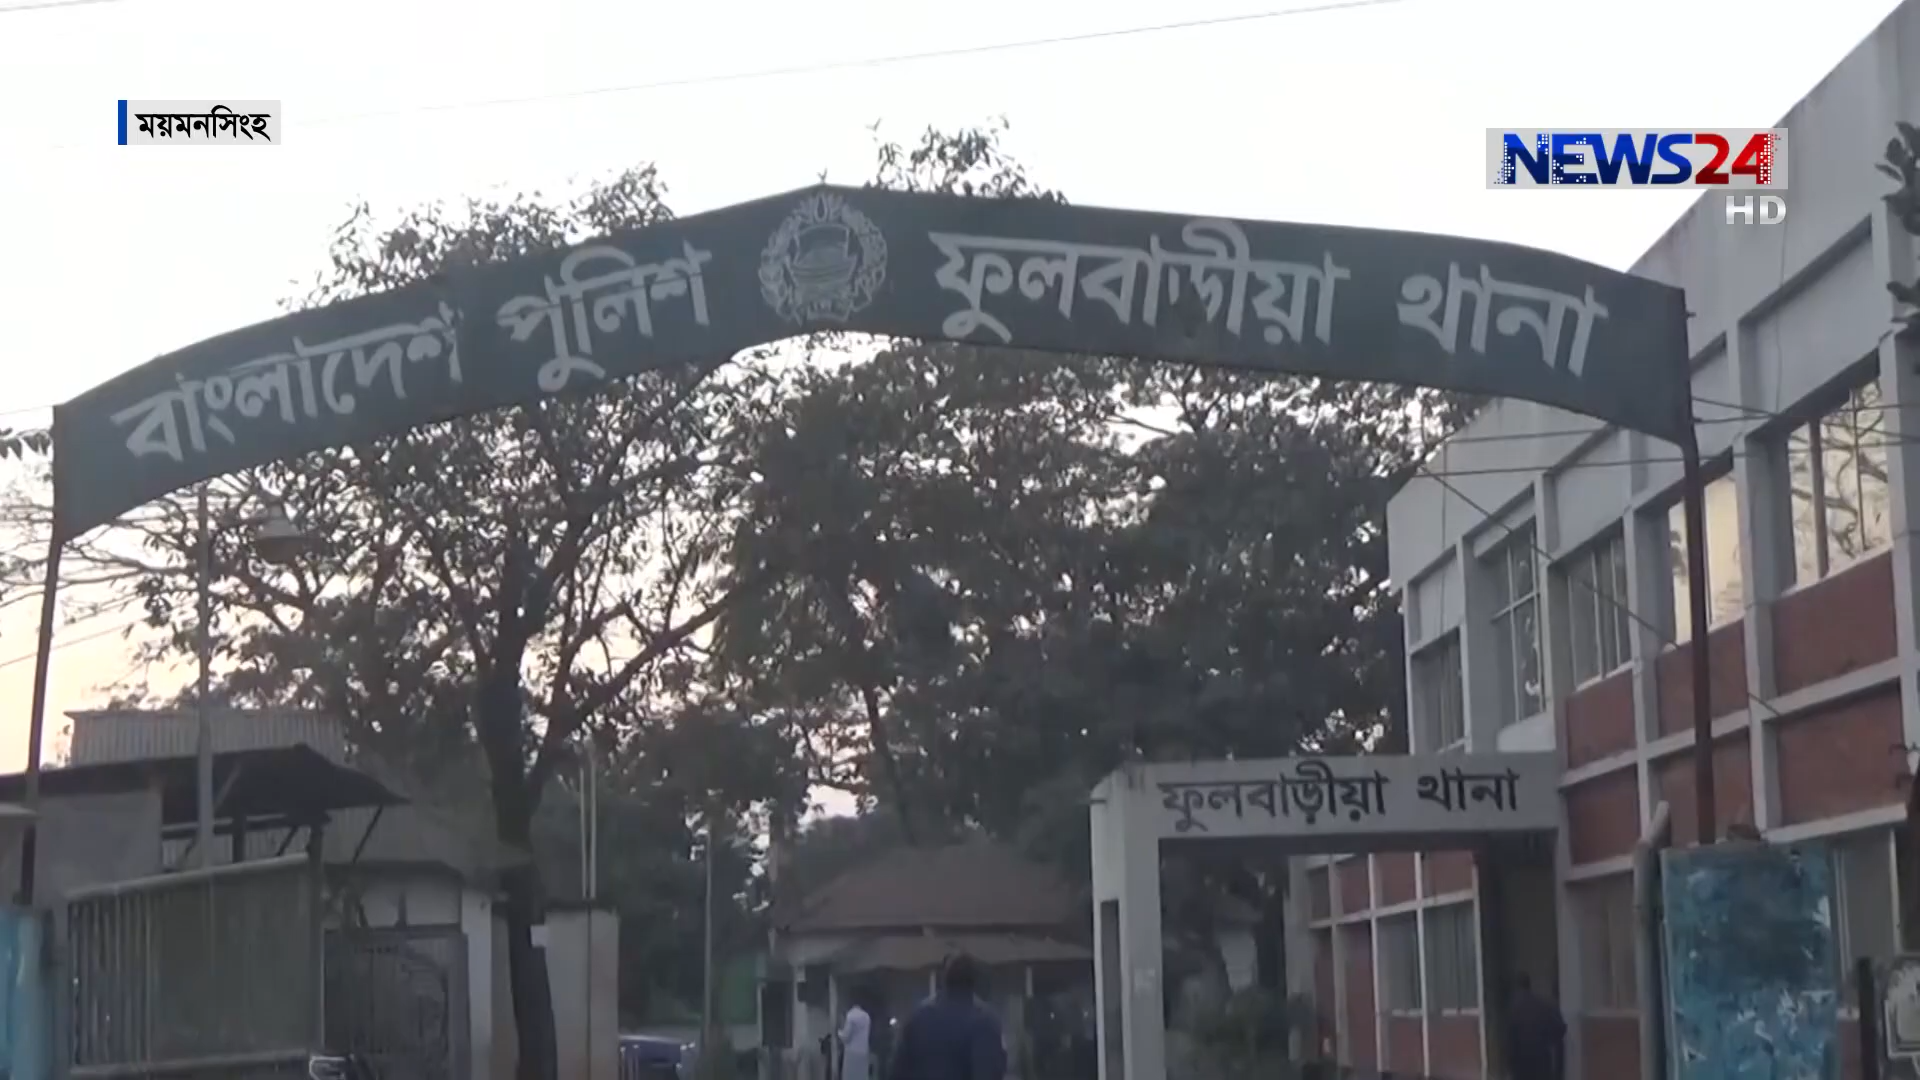 ময়মনসিংহ
NEWS24
HD
বাংলাদেশ পুলিশ ফুলবাড়ীয়া থানা
ফুলবাড়ীয়া থানা